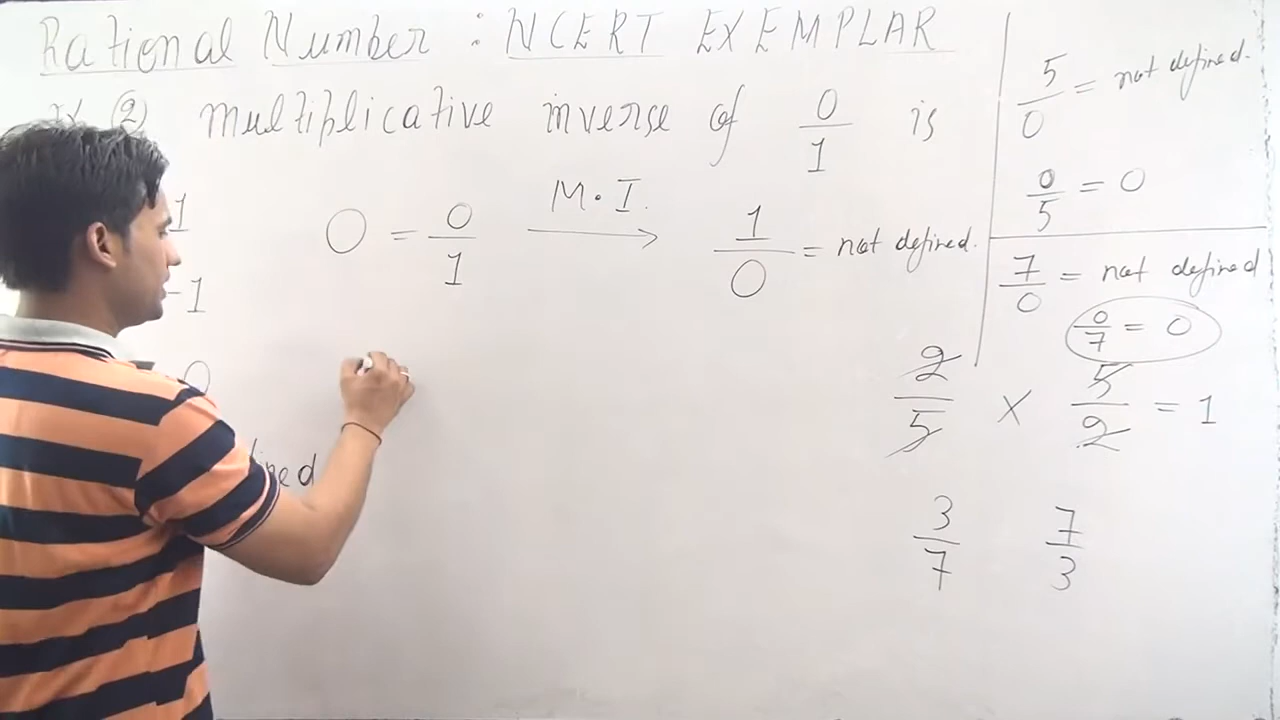 Rational Number : NCERT EXEMPLAR
② multiplicative inverse of 0/1 is
1
-1
0
0 = 0/1 M.I. → 1/0 = not defined.
5/0 = not defined.
0/5 = 0
7/0 = not defined
0/7 = 0
2/5 × 5/2 = 1
3/7 7/3